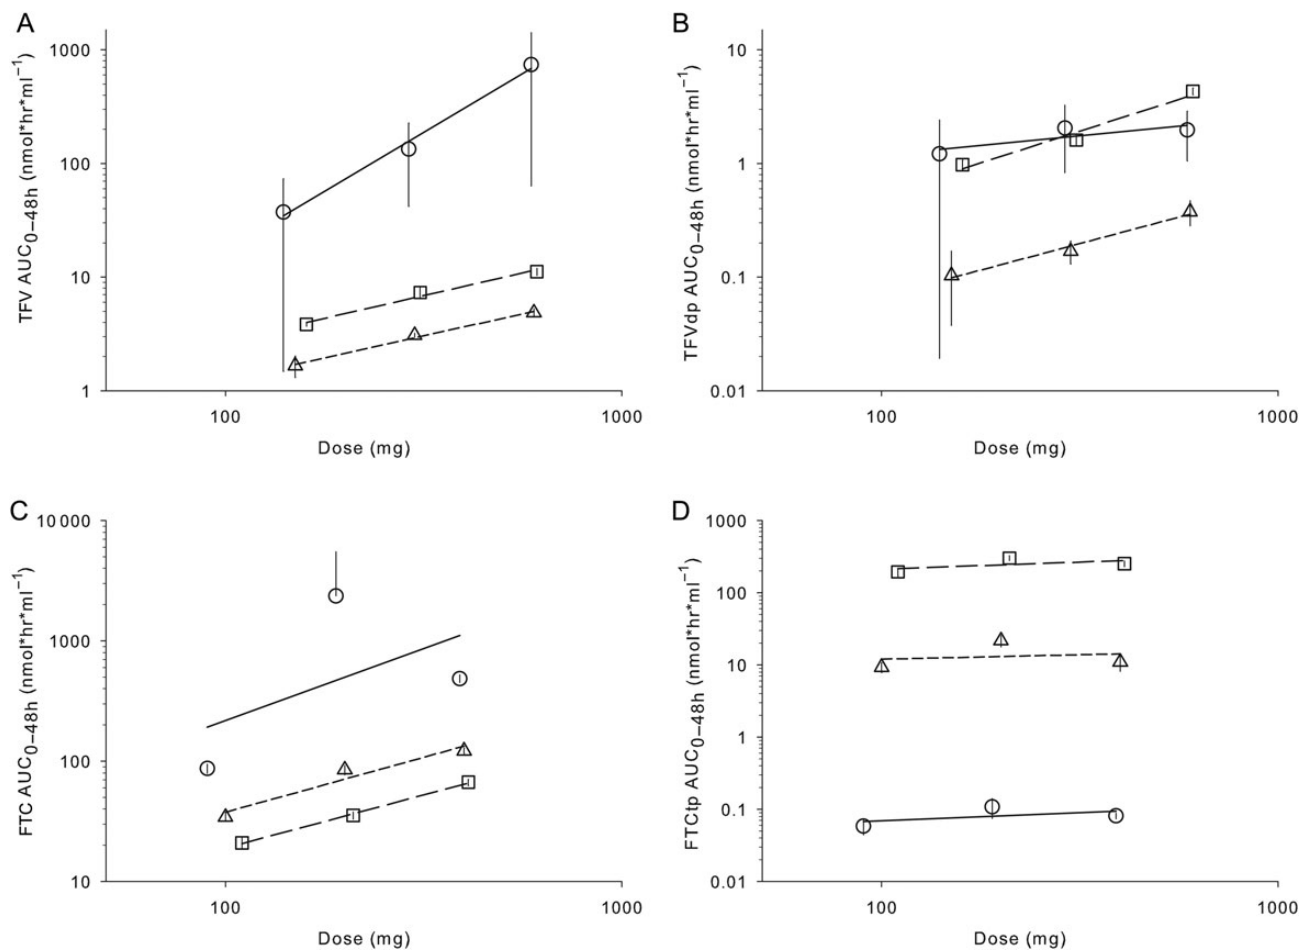 A
TFV AUC0–48h (nmol*hr*ml−1)
1000
100
10
1
100
1000
Dose (mg)
B
TFVdp AUC0–48h (nmol*hr*ml−1)
10
1
0.1
0.01
100
1000
Dose (mg)
C
FTC AUC0–48h (nmol*hr*ml−1)
10 000
1000
100
10
100
1000
Dose (mg)
D
FTCtp AUC0–48h (nmol*hr*ml−1)
1000
100
10
1
0.1
0.01
100
1000
Dose (mg)